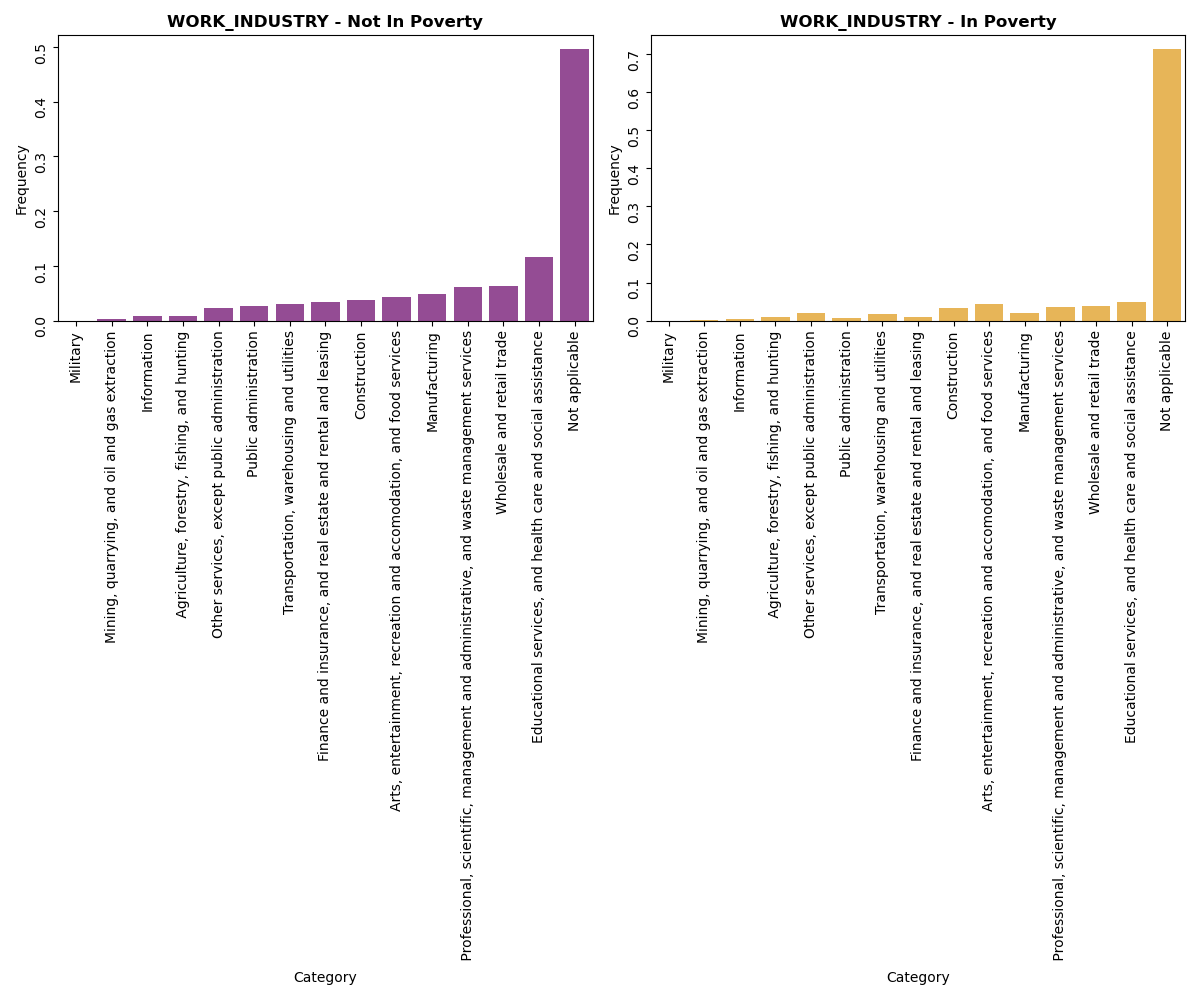 WORK_INDUSTRY - Not In Poverty
Frequency
0.5
0.4
0.3
0.2
0.1
0.0
Military
Mining, quarrying, and oil and gas extraction
Information
Agriculture, forestry, fishing, and hunting
Other services, except public administration
Public administration
Transportation, warehousing and utilities
Finance and insurance, and real estate and rental and leasing
Construction
Arts, entertainment, recreation and accomodation, and food services
Manufacturing
Professional, scientific, management and administrative, and waste management services
Wholesale and retail trade
Educational services, and health care and social assistance
Not applicable
Category
WORK_INDUSTRY - In Poverty
Frequency
0.7
0.6
0.5
0.4
0.3
0.2
0.1
0.0
Military
Mining, quarrying, and oil and gas extraction
Information
Agriculture, forestry, fishing, and hunting
Other services, except public administration
Public administration
Transportation, warehousing and utilities
Finance and insurance, and real estate and rental and leasing
Construction
Arts, entertainment, recreation and accomodation, and food services
Manufacturing
Professional, scientific, management and administrative, and waste management services
Wholesale and retail trade
Educational services, and health care and social assistance
Not applicable
Category